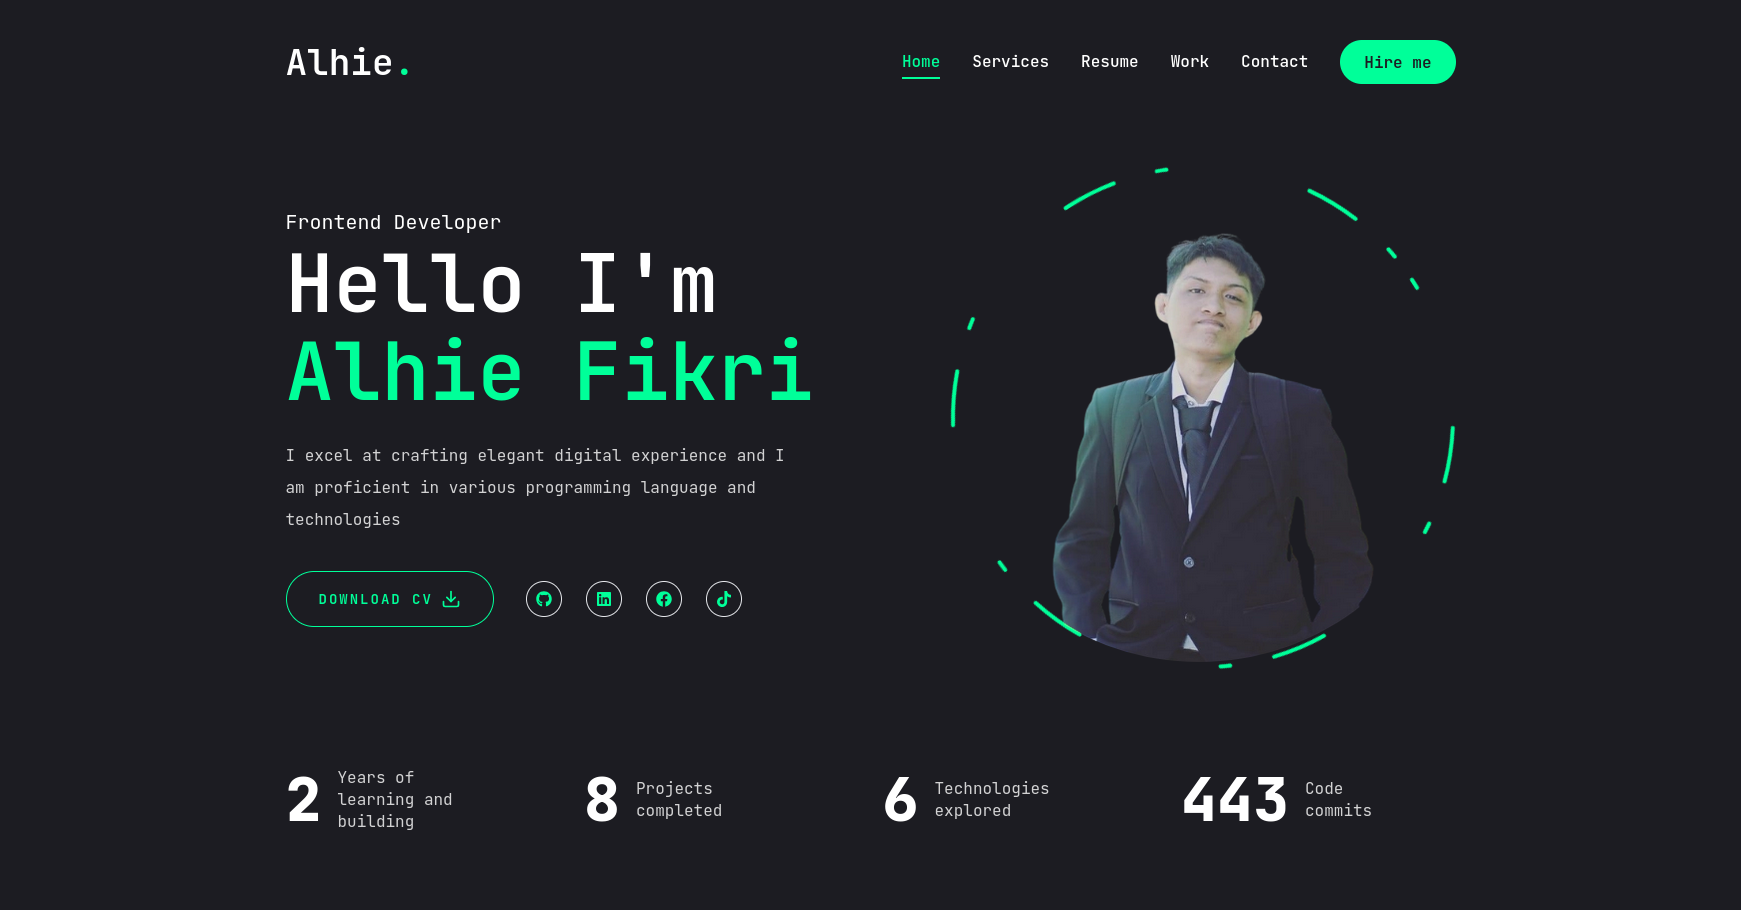 Alhie.
Home
Services
Resume
Work
Contact
Hire me
Frontend Developer
Hello I'm
Alhie Fikri
I excel at crafting elegant digital experience and I
am proficient in various programming language and
technologies
DOWNLOAD CV
2
Years of
learning and
building
8
Projects
completed
6
Technologies
explored
443
Code
commits